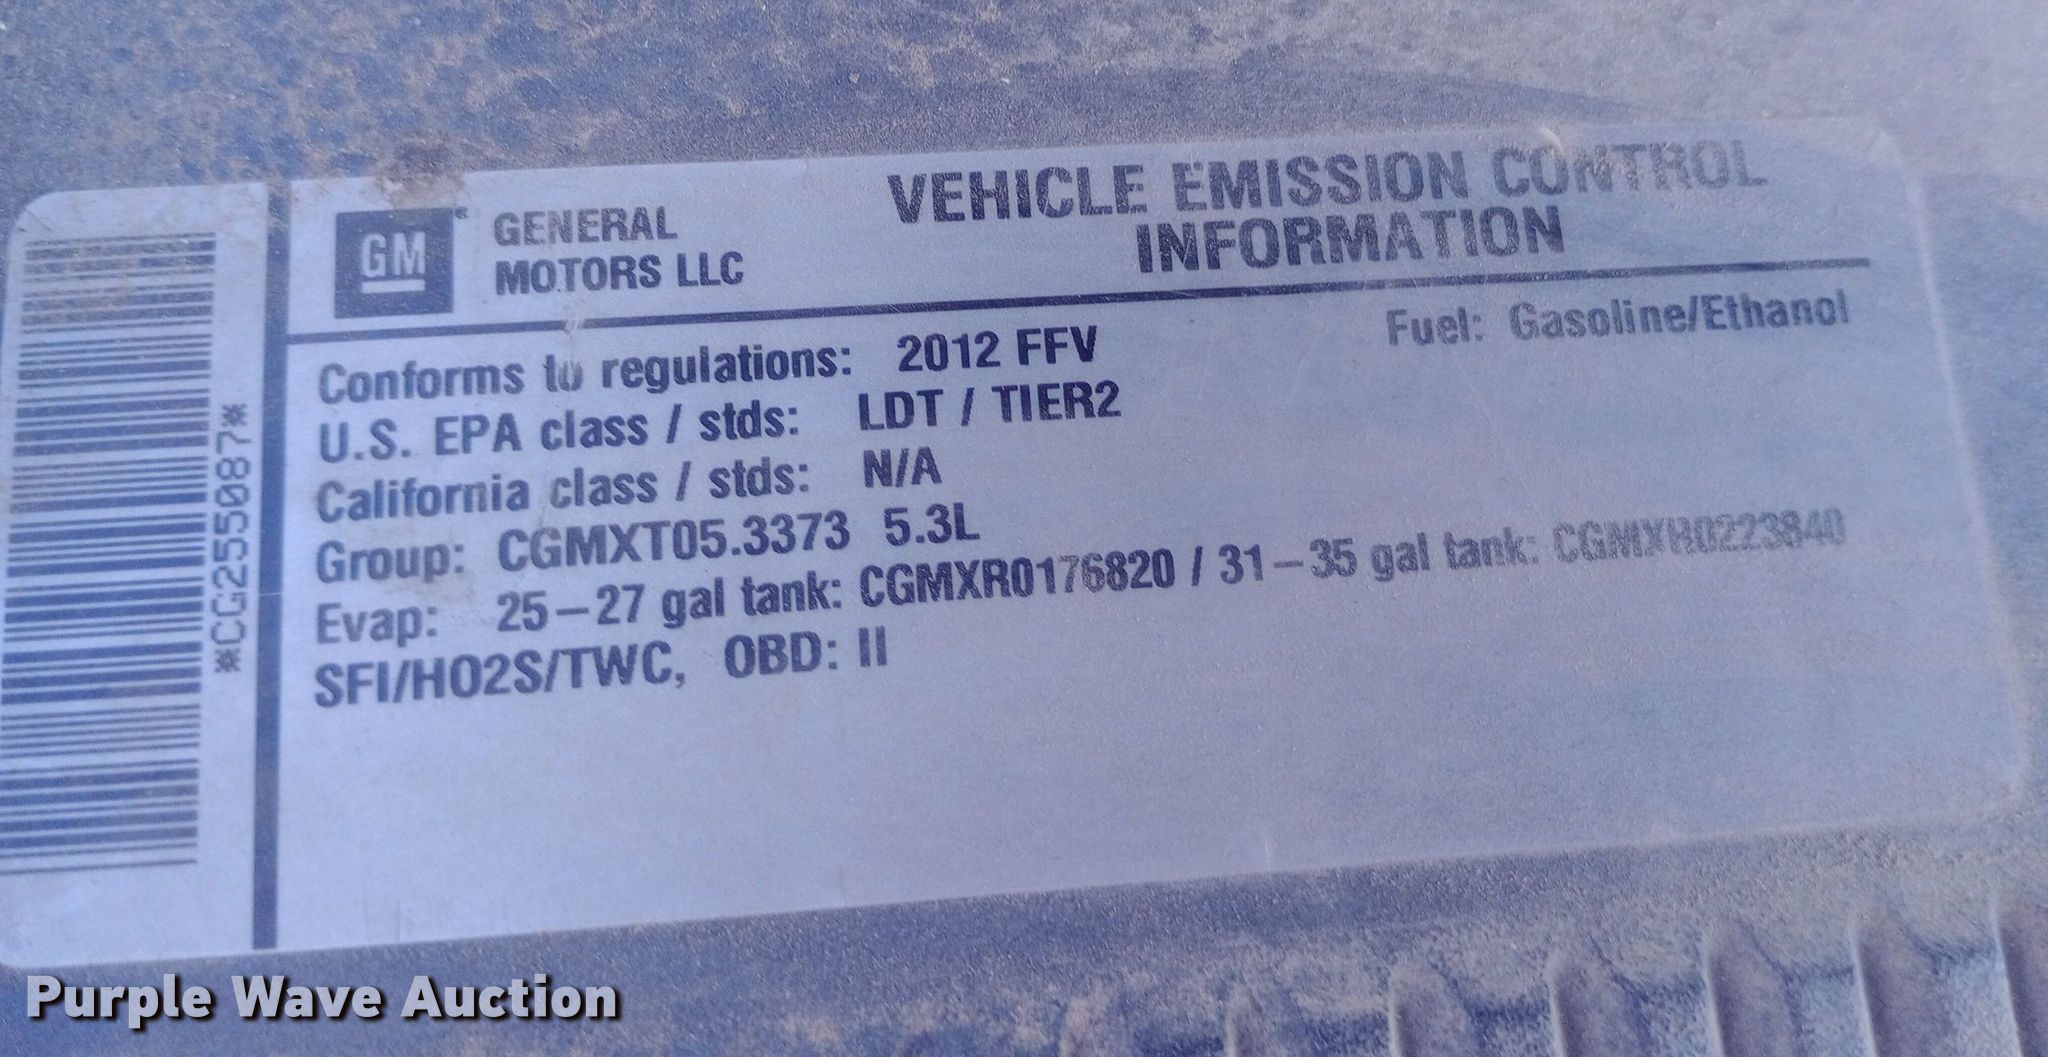 *CG255087*
GM®
GENERAL
MOTORS LLC
VEHICLE EMISSION CONTROL
INFORMATION
Conforms to regulations: 2012 FFV
Fuel: Gasoline/Ethanol
U.S. EPA class / stds: LDT / TIER2
California class / stds: N/A
Group: CGMXT05.3373 5.3L
Evap: 25–27 gal tank: CGMXR0176820 / 31–35 gal tank: CGMXR0223840
SFI/HO2S/TWC, OBD: II
Purple Wave Auction